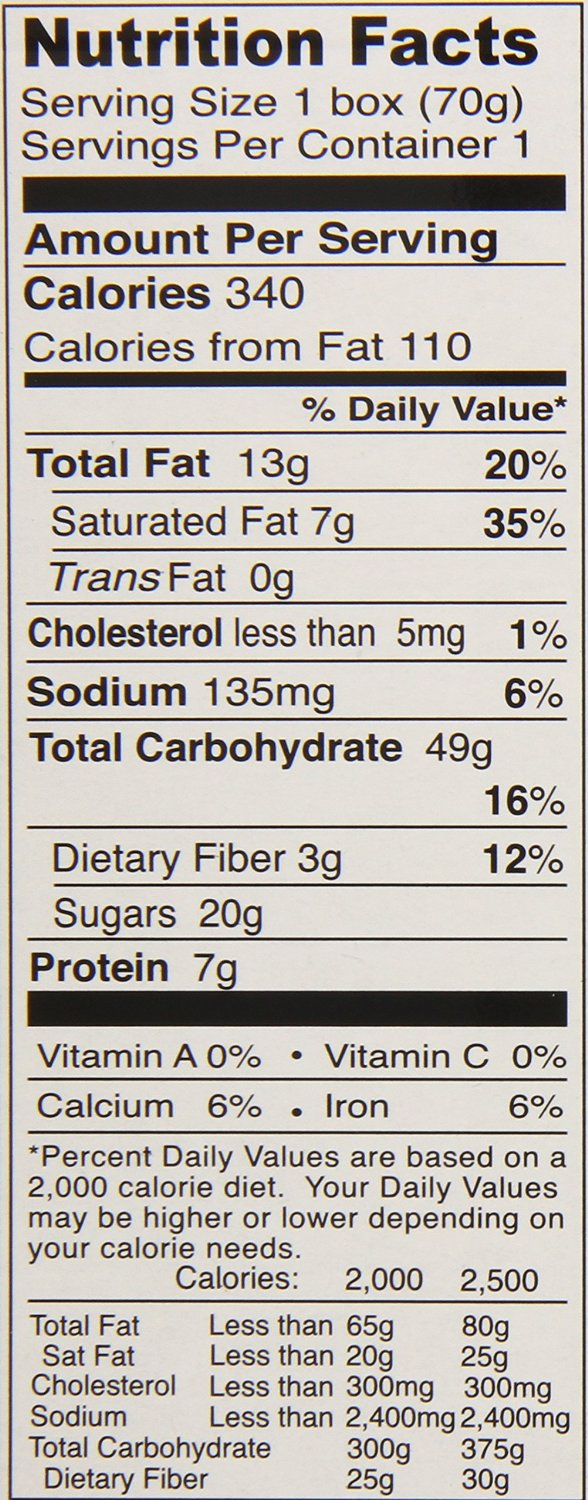 Nutrition Facts
Serving Size 1 box (70g)
Servings Per Container 1
Amount Per Serving
Calories 340
Calories from Fat 110
% Daily Value*
Total Fat 13g 20%
Saturated Fat 7g 35%
Trans Fat 0g
Cholesterol less than 5mg 1%
Sodium 135mg 6%
Total Carbohydrate 49g
16%
Dietary Fiber 3g 12%
Sugars 20g
Protein 7g
Vitamin A 0% • Vitamin C 0%
Calcium 6% • Iron 6%
*Percent Daily Values are based on a
2,000 calorie diet. Your Daily Values
may be higher or lower depending on
your calorie needs.
Calories: 2,000 2,500
Total Fat Less than 65g 80g
Sat Fat Less than 20g 25g
Cholesterol Less than 300mg 300mg
Sodium Less than 2,400mg 2,400mg
Total Carbohydrate 300g 375g
Dietary Fiber 25g 30g